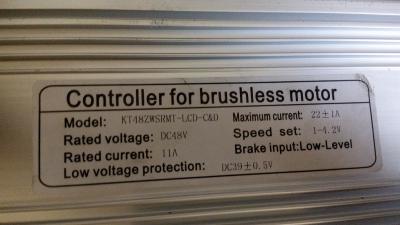 Controller for brushless motor
Model: KT48ZWSRMT-LCD-C&D Maximum current: 22±1A
Rated voltage: DC48V Speed set: 1-4.2V
Rated current: 11A Brake input:Low-Level
Low voltage protection: DC39±0.5V